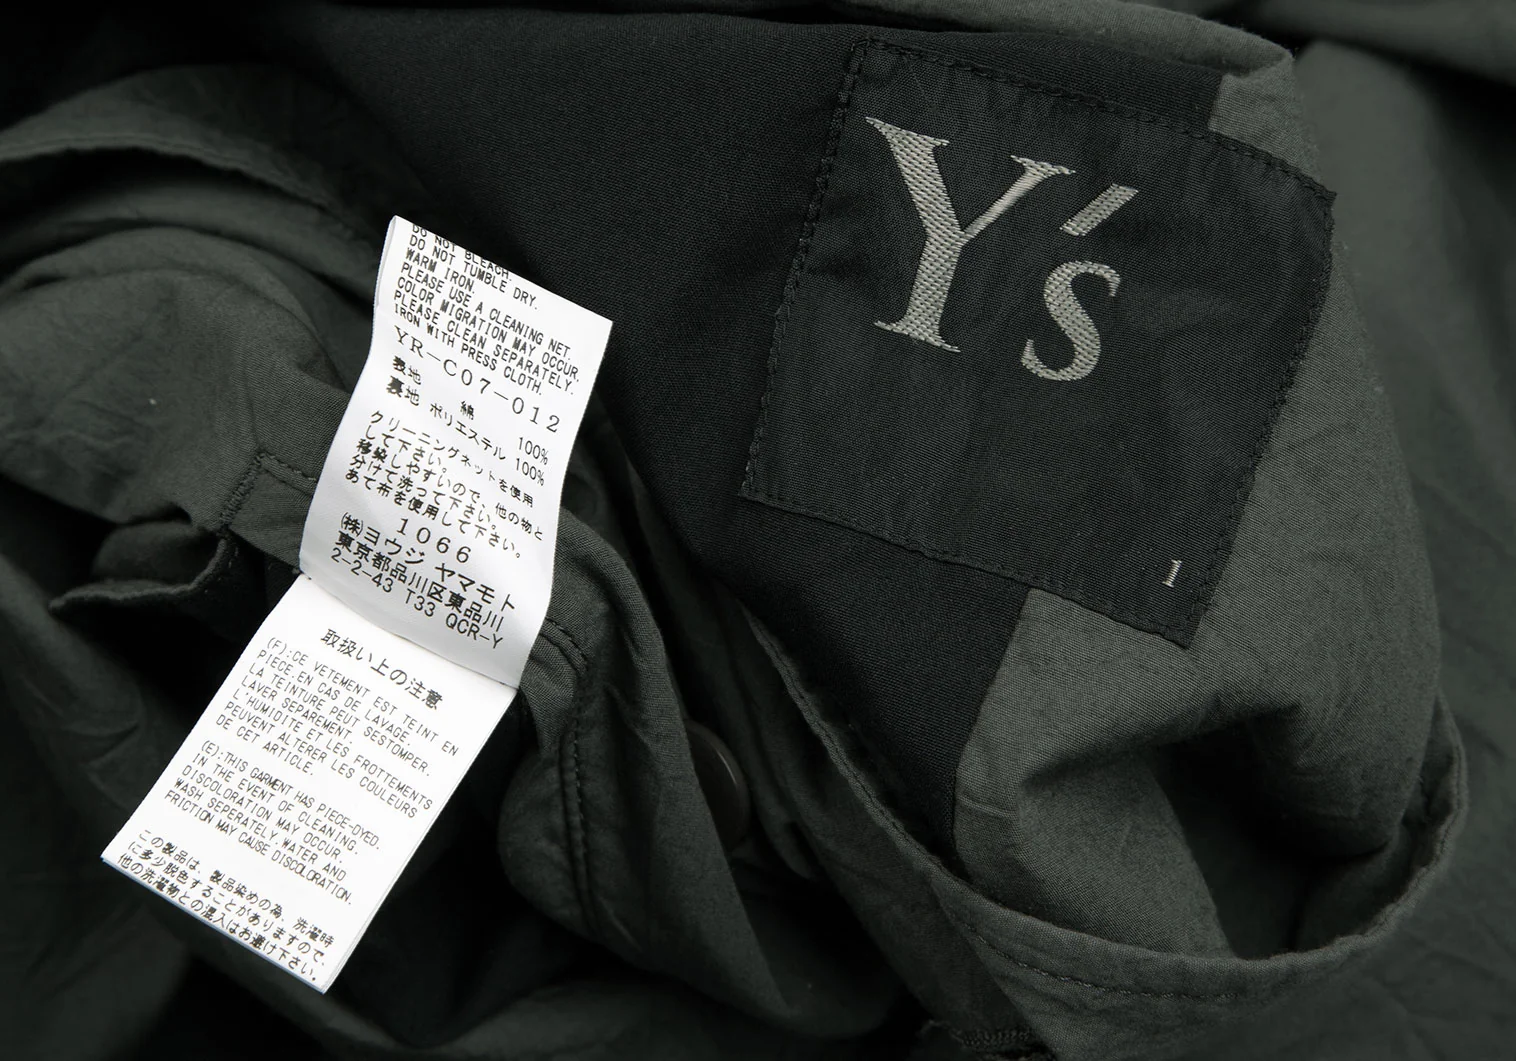 DO NOT BLEACH.
DO NOT TUMBLE DRY.
WARM IRON.
PLEASE USE A CLEANING NET.
COLOR MIGRATION MAY OCCUR.
PLEASE CLEAN SEPARATELY.
IRON WITH PRESS CLOTH.
YR-C07-012
表地 綿 100%
裏地 ポリエステル 100%
クリーニングネットを使用
して下さい。
移染しやすいので、他の物と
分けて洗って下さい。
あて布を使用して下さい。
1066
(株)ヨウジ ヤマモト
東京都品川区東品川
2-2-43 T33 QCR-Y
取扱い上の注意
(F):CE VETEMENT EST TEINT EN
PIECE.EN CAS DE LAVAGE,
LA TEINTURE PEUT SESTOMPER.
LAVER SEPAREMENT.
L'HUMIDITE ET LES FROTTEMENTS
PEUVENT ALTERER LES COULEURS
DE CET ARTICLE.
(E):THIS GARMENT HAS PIECE-DYED.
IN THE EVENT OF CLEANING,
DISCOLORATION MAY OCCUR.
WASH SEPERATELY.WATER AND
FRICTION MAY CAUSE DISCOLORATION.
この製品は、製品染めの為、洗濯時
に多少脱色することがありますので、
他の洗濯物との混入はお避け下さい。
Y's
1